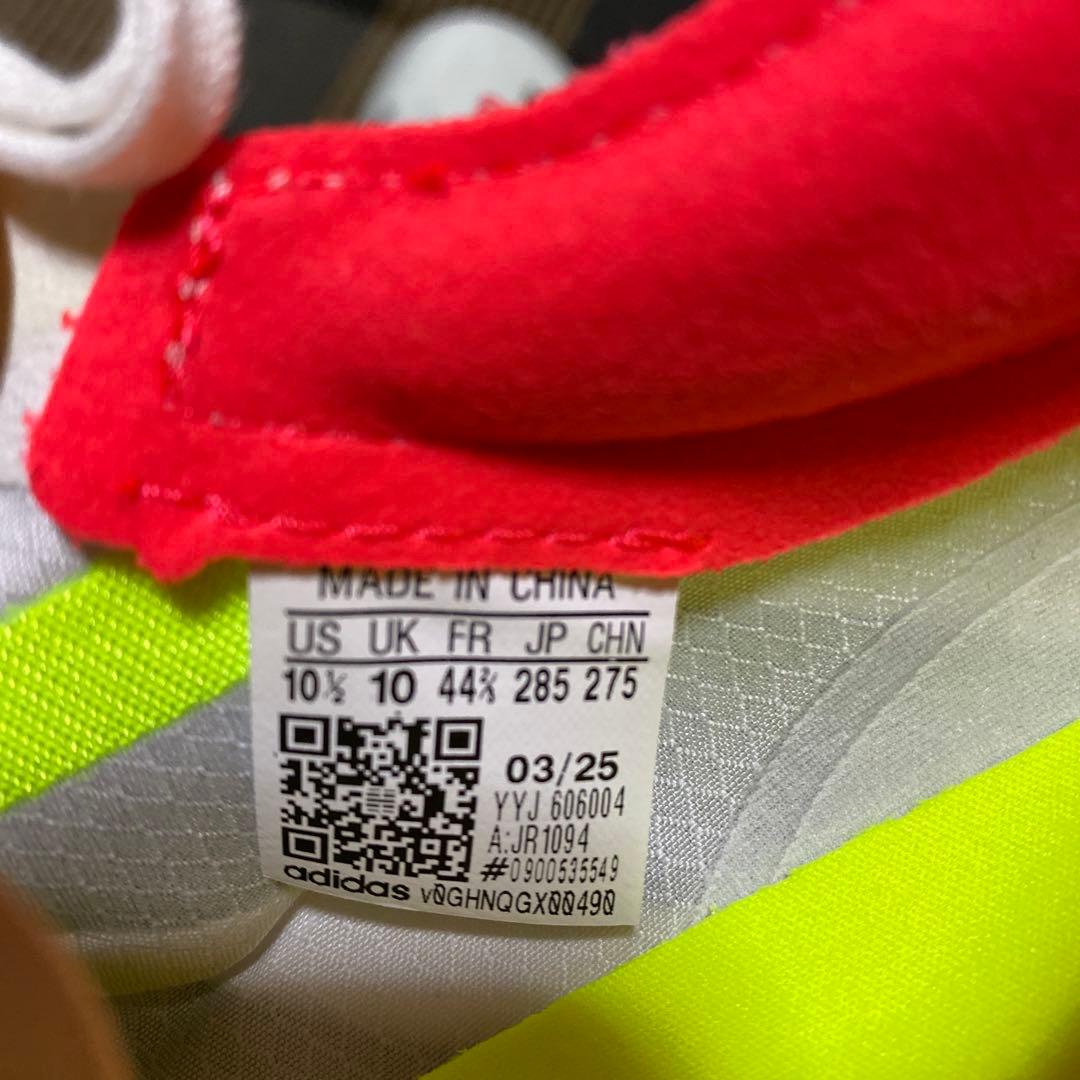 MADE IN CHINA
US UK FR JP CHN
10½ 10 44⅔ 285 275
03/25
YYJ 606004
A:JR1094
#0900535549
adidas v0GHNQGX00490